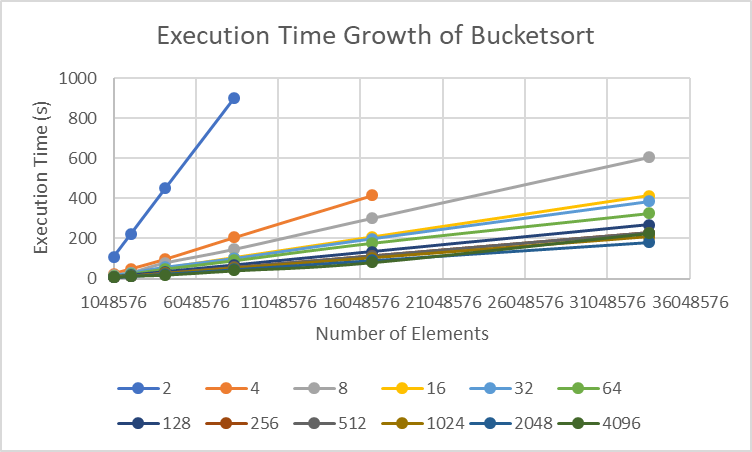 Execution Time Growth of Bucketsort
Execution Time (s)
1000
800
600
400
200
0
1048576 6048576 11048576 16048576 21048576 26048576 31048576 36048576
Number of Elements
2 4 8 16 32 64
128 256 512 1024 2048 4096